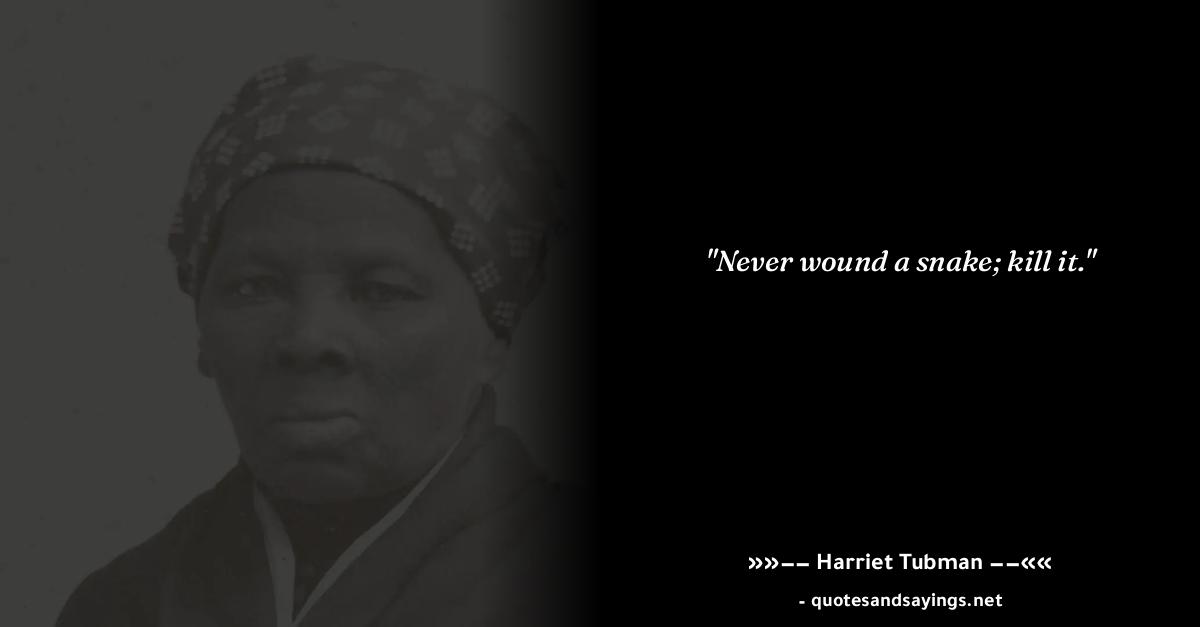 "Never wound a snake; kill it."
»»–– Harriet Tubman ––««
- quotesandsayings.net